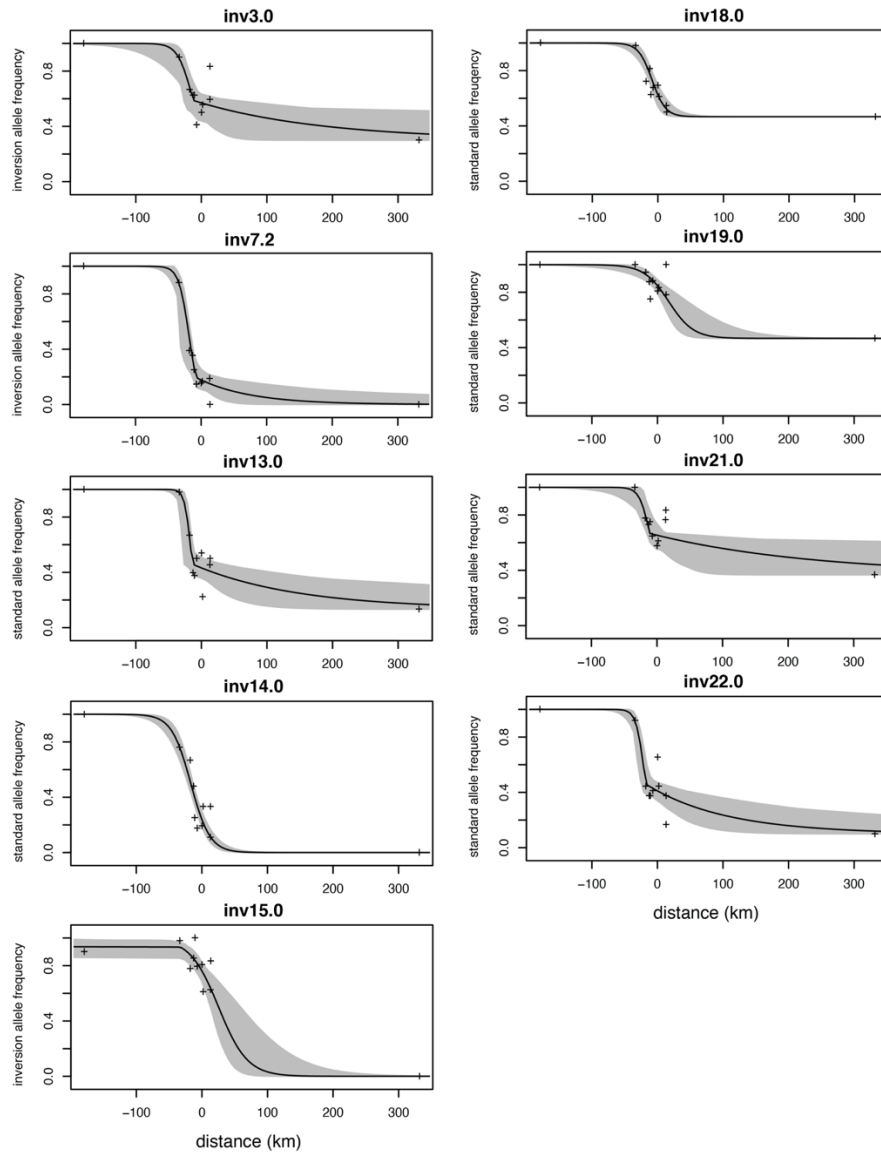 inv3.0
inversion allele frequency
0.8
0.4
0.0
−100 0 100 200 300
inv7.2
inversion allele frequency
0.8
0.4
0.0
−100 0 100 200 300
inv13.0
standard allele frequency
0.8
0.4
0.0
−100 0 100 200 300
inv14.0
standard allele frequency
0.8
0.4
0.0
−100 0 100 200 300
inv15.0
inversion allele frequency
0.8
0.4
0.0
−100 0 100 200 300
distance (km)
inv18.0
standard allele freuqency
0.8
0.4
0.0
−100 0 100 200 300
inv19.0
standard allele frequency
0.8
0.4
0.0
−100 0 100 200 300
inv21.0
standard allele frequency
0.8
0.4
0.0
−100 0 100 200 300
inv22.0
standard allele frequency
0.8
0.4
0.0
−100 0 100 200 300
distance (km)